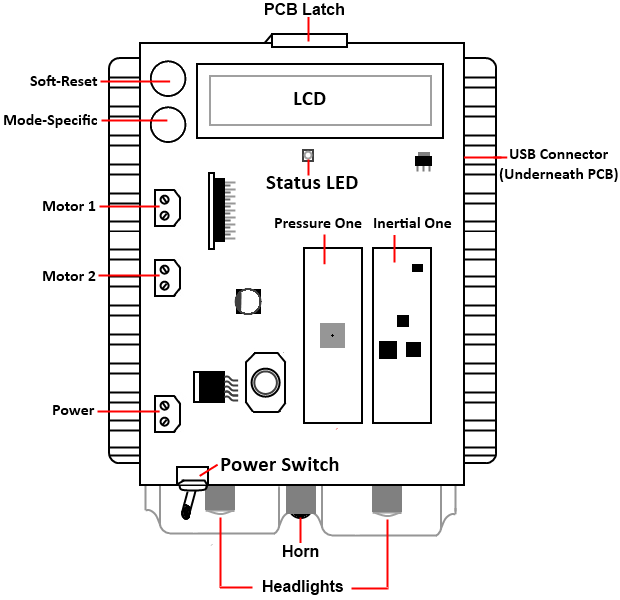 PCB Latch
Soft-Reset
LCD
Mode-Specific
USB Connector
(Underneath PCB)
Status LED
Motor 1
Pressure One
Inertial One
Motor 2
Power
Power Switch
Horn
Headlights